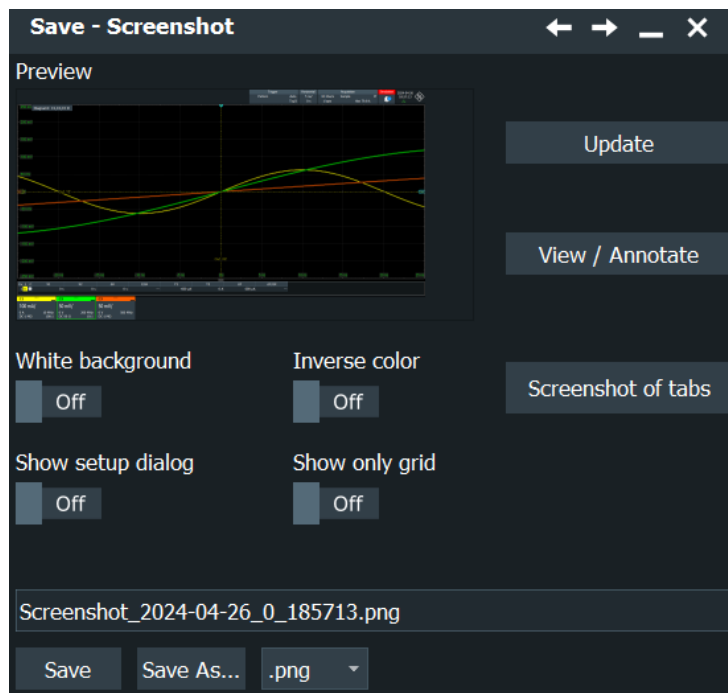 Save - Screenshot
Preview
Update
View / Annotate
White background
Inverse color
Off
Off
Screenshot of tabs
Show setup dialog
Show only grid
Off
Off
Screenshot_2024-04-26_0_185713.png
Save
Save As...
.png